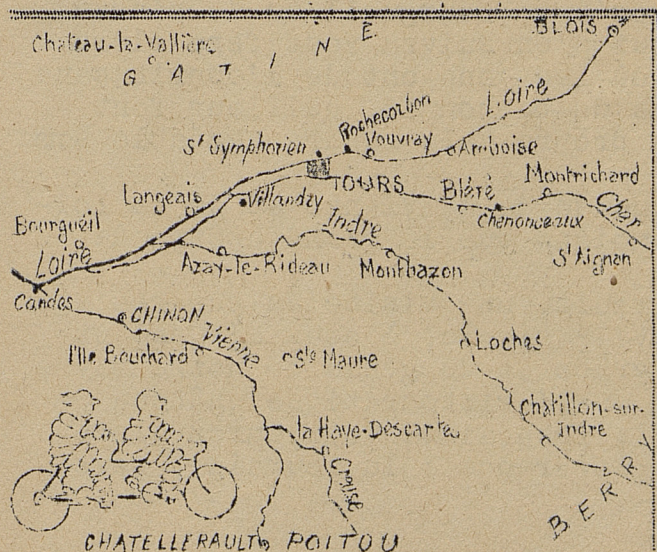 BLOIS
Chateau-la-Vallière
GATINE
Loire
Rochecorbon
St Symphorien
Vouvray
Amboise
Montrichard
Langeais
Villandry
TOURS
Bléré
Cher
Chenonceaux
Bourgueil
Indre
Loire
Azay-le-Rideau
Montbazon
St Aignan
Candes
CHINON
Vienne
l'Ile Bouchard
Ste Maure
Loches
Chatillon-sur-
Indre
la Haye-Descartes
Creuse
BERRY
CHATELLERAULT
POITOU